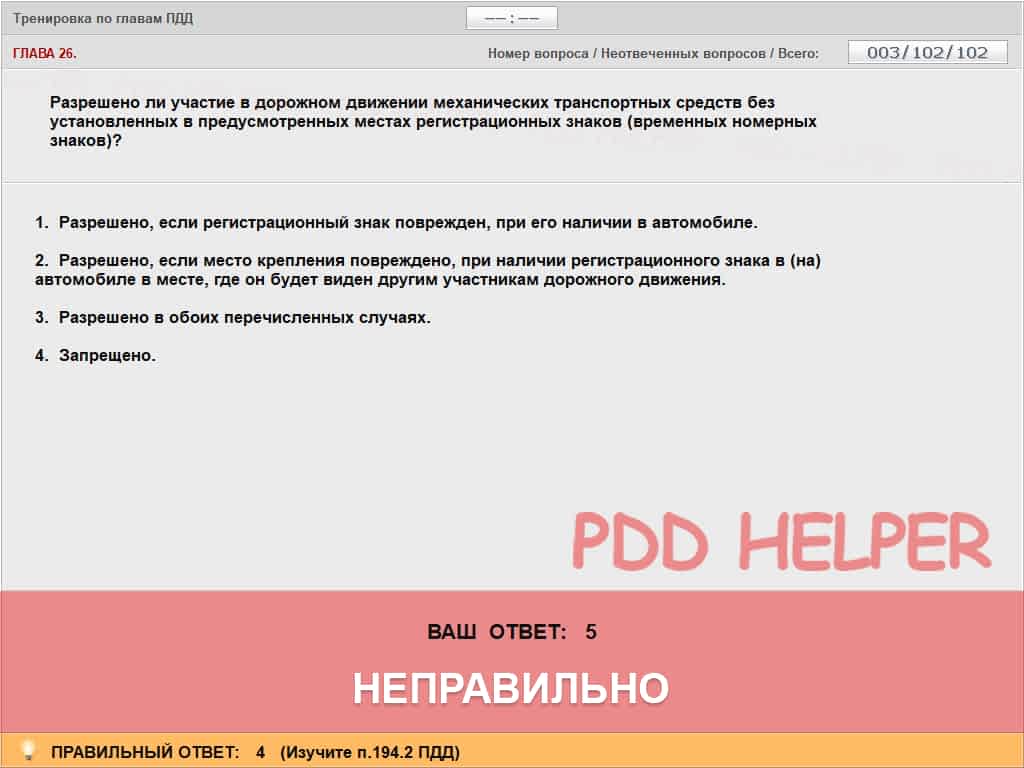 Тренировка по главам ПДД
—— : ——
ГЛАВА 26.
Номер вопроса / Неотвеченных вопросов / Всего:
003/102/102
Разрешено ли участие в дорожном движении механических транспортных средств без
установленных в предусмотренных местах регистрационных знаков (временных номерных
знаков)?
1. Разрешено, если регистрационный знак поврежден, при его наличии в автомобиле.
2. Разрешено, если место крепления повреждено, при наличии регистрационного знака в (на)
автомобиле в месте, где он будет виден другим участникам дорожного движения.
3. Разрешено в обоих перечисленных случаях.
4. Запрещено.
PDD HELPER
ВАШ ОТВЕТ: 5
НЕПРАВИЛЬНО
ПРАВИЛЬНЫЙ ОТВЕТ: 4 (Изучите п.194.2 ПДД)